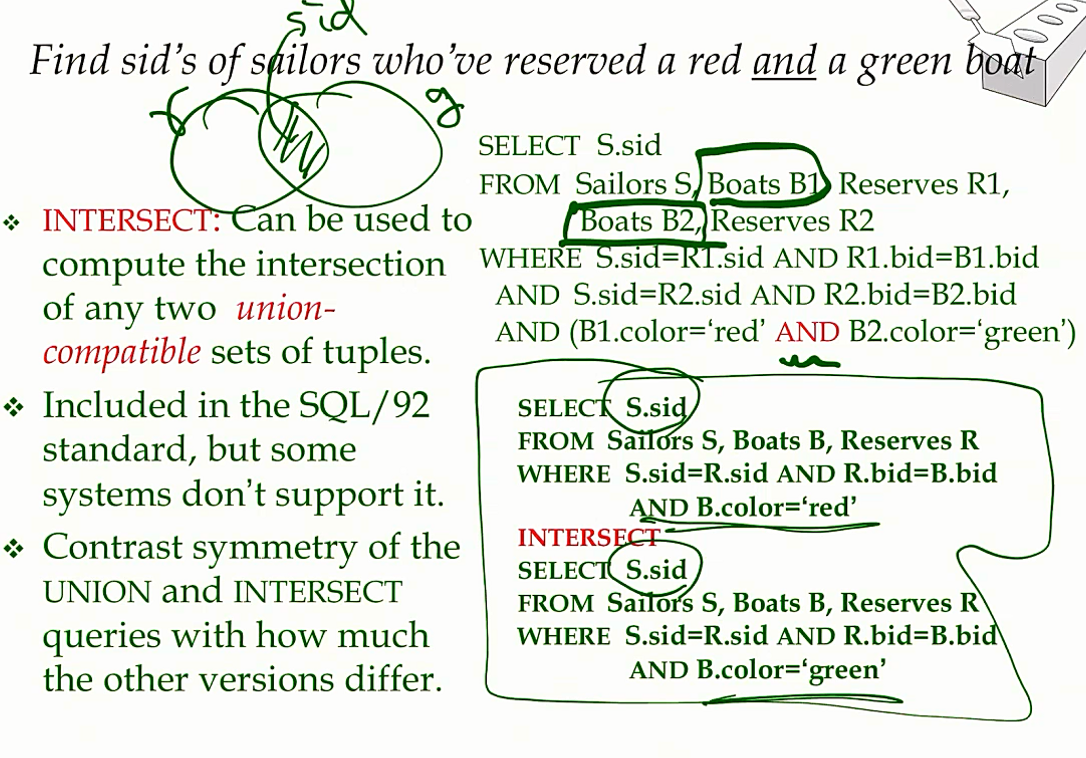 sid
Find sid's of sailors who've reserved a red and a green boat
r
g
❖ INTERSECT: Can be used to
compute the intersection
of any two union-
compatible sets of tuples.
❖ Included in the SQL/92
standard, but some
systems don't support it.
❖ Contrast symmetry of the
UNION and INTERSECT
queries with how much
the other versions differ.
SELECT S.sid
FROM Sailors S, Boats B1, Reserves R1,
Boats B2, Reserves R2
WHERE S.sid=R1.sid AND R1.bid=B1.bid
AND S.sid=R2.sid AND R2.bid=B2.bid
AND (B1.color=‘red’ AND B2.color=‘green’)
SELECT S.sid
FROM Sailors S, Boats B, Reserves R
WHERE S.sid=R.sid AND R.bid=B.bid
AND B.color=‘red’
INTERSECT
SELECT S.sid
FROM Sailors S, Boats B, Reserves R
WHERE S.sid=R.sid AND R.bid=B.bid
AND B.color=‘green’